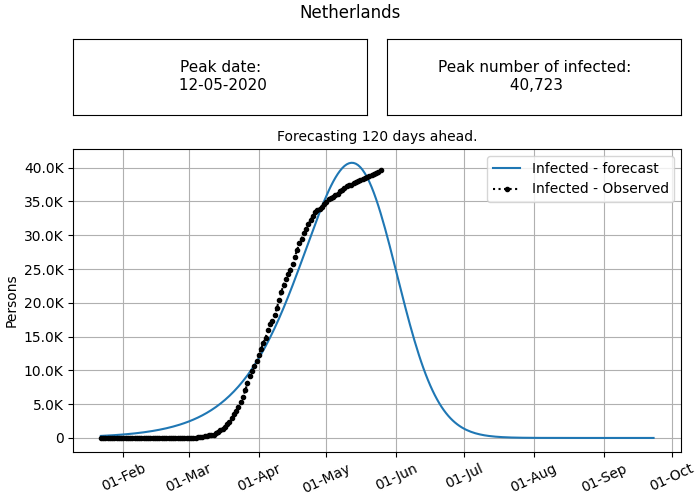 Netherlands
Peak date:
12-05-2020
Peak number of infected:
40,723
Forecasting 120 days ahead.
Infected - forecast
Infected - Observed
40.0K
35.0K
30.0K
25.0K
20.0K
15.0K
10.0K
5.0K
0
Persons
01-Feb
01-Mar
01-Apr
01-May
01-Jun
01-Jul
01-Aug
01-Sep
01-Oct